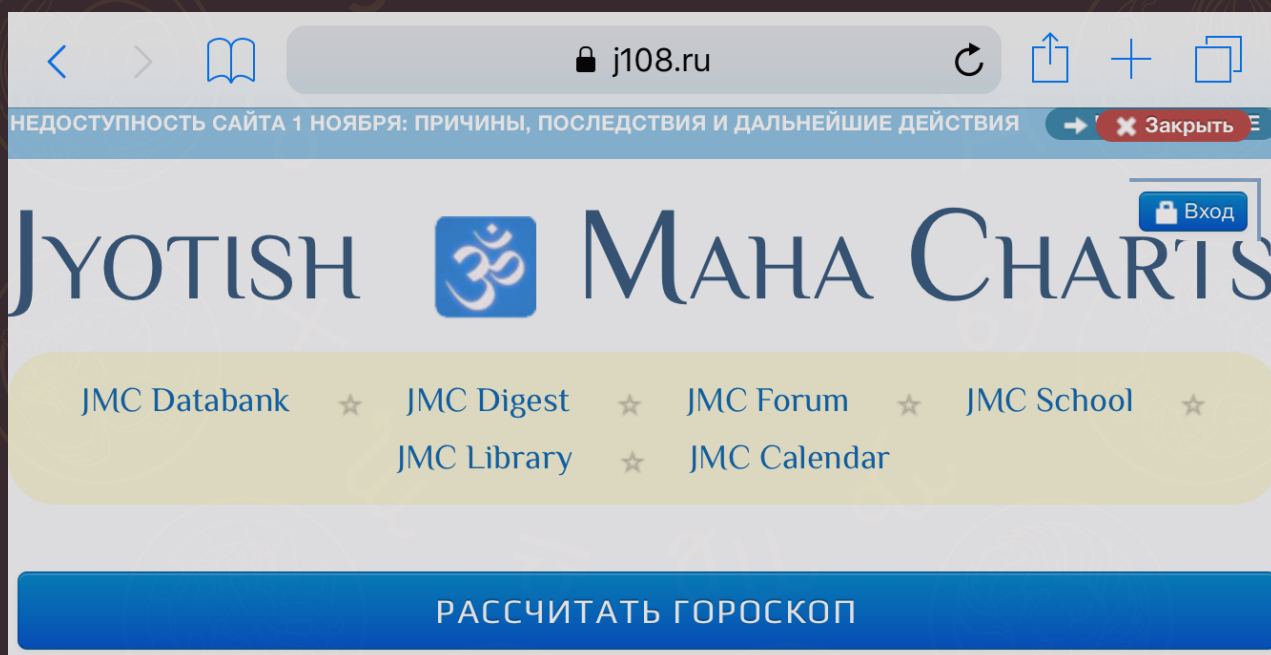 j108.ru
НЕДОСТУПНОСТЬ САЙТА 1 НОЯБРЯ: ПРИЧИНЫ, ПОСЛЕДСТВИЯ И ДАЛЬНЕЙШИЕ ДЕЙСТВИЯ Закрыть
Вход
JYOTISH ॐ MAHA CHARTS
JMC Databank ☆ JMC Digest ☆ JMC Forum ☆ JMC School ☆
JMC Library ☆ JMC Calendar
РАССЧИТАТЬ ГОРОСКОП